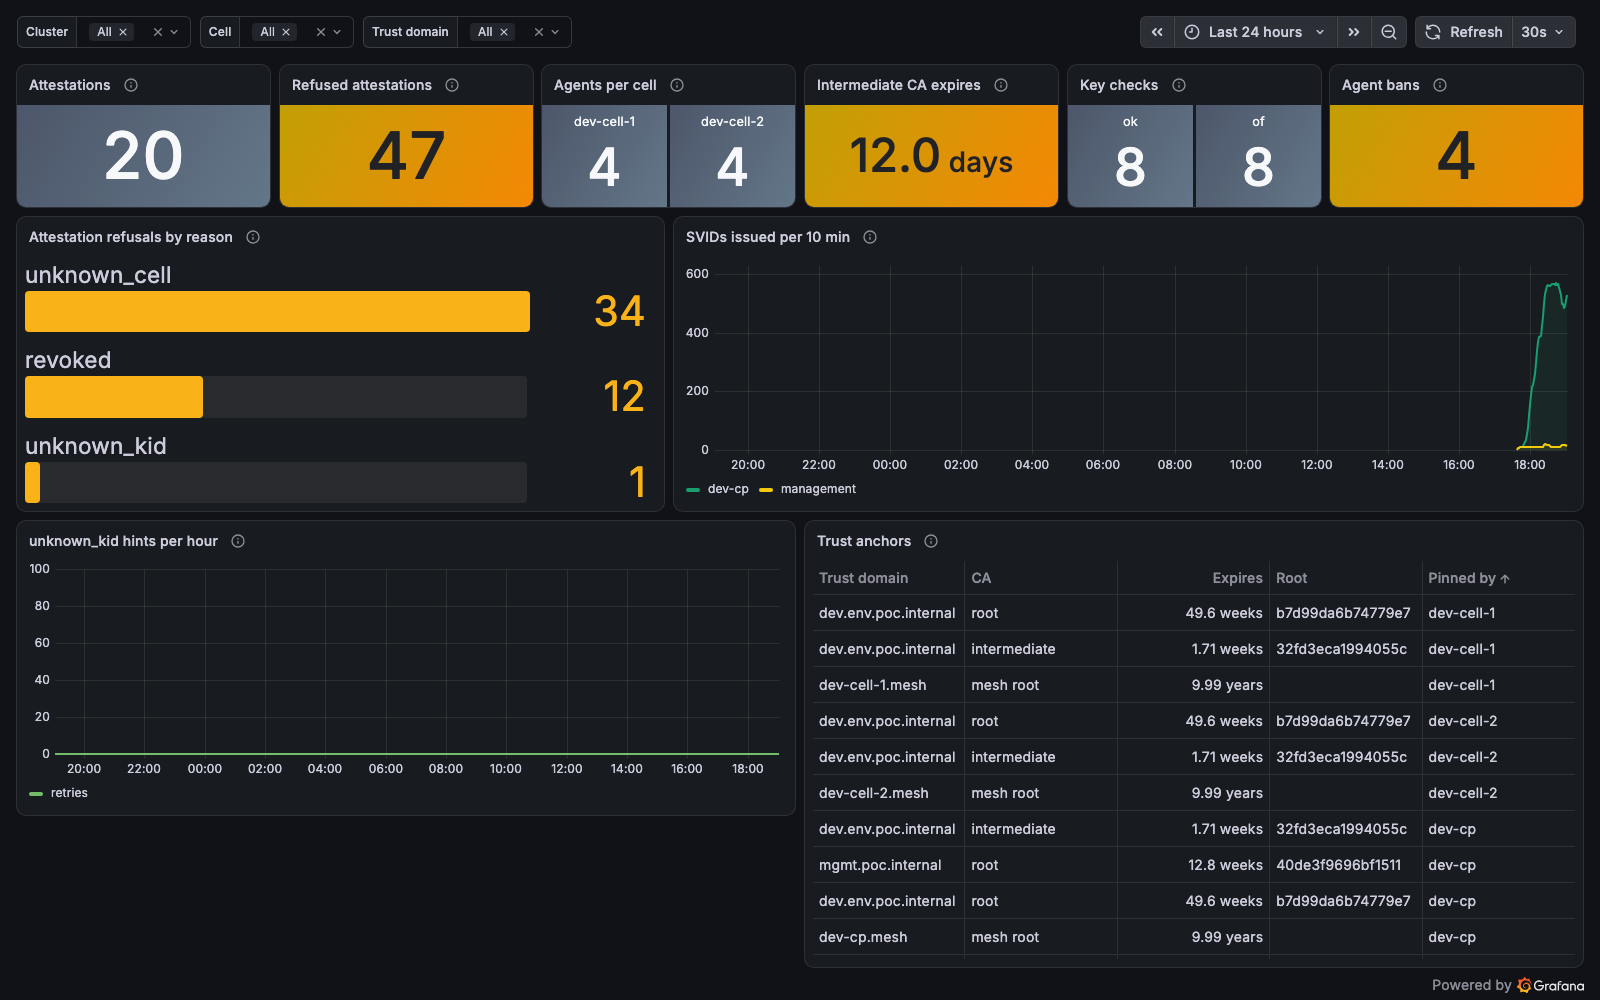 Cluster All Cell All Trust domain All Last 24 hours Refresh 30s
Attestations
20
Refused attestations
47
Agents per cell
dev-cell-1 dev-cell-2
4 4
Intermediate CA expires
12.0 days
Key checks
ok of
8 8
Agent bans
4
Attestation refusals by reason
unknown_cell
34
revoked
12
unknown_kid
1
SVIDs issued per 10 min
600
400
200
0
20:00 22:00 00:00 02:00 04:00 06:00 08:00 10:00 12:00 14:00 16:00 18:00
dev-cp management
unknown_kid hints per hour
100
80
60
40
20
0
20:00 22:00 00:00 02:00 04:00 06:00 08:00 10:00 12:00 14:00 16:00 18:00
retries
Trust anchors
Trust domain CA Expires Root Pinned by
dev.env.poc.internal root 49.6 weeks b7d99da6b74779e7 dev-cell-1
dev.env.poc.internal intermediate 1.71 weeks 32fd3eca1994055c dev-cell-1
dev-cell-1.mesh mesh root 9.99 years dev-cell-1
dev.env.poc.internal root 49.6 weeks b7d99da6b74779e7 dev-cell-2
dev.env.poc.internal intermediate 1.71 weeks 32fd3eca1994055c dev-cell-2
dev-cell-2.mesh mesh root 9.99 years dev-cell-2
dev.env.poc.internal intermediate 1.71 weeks 32fd3eca1994055c dev-cp
mgmt.poc.internal root 12.8 weeks 40de3f9696bf1511 dev-cp
dev.env.poc.internal root 49.6 weeks b7d99da6b74779e7 dev-cp
dev-cp.mesh mesh root 9.99 years dev-cp
Powered by Grafana